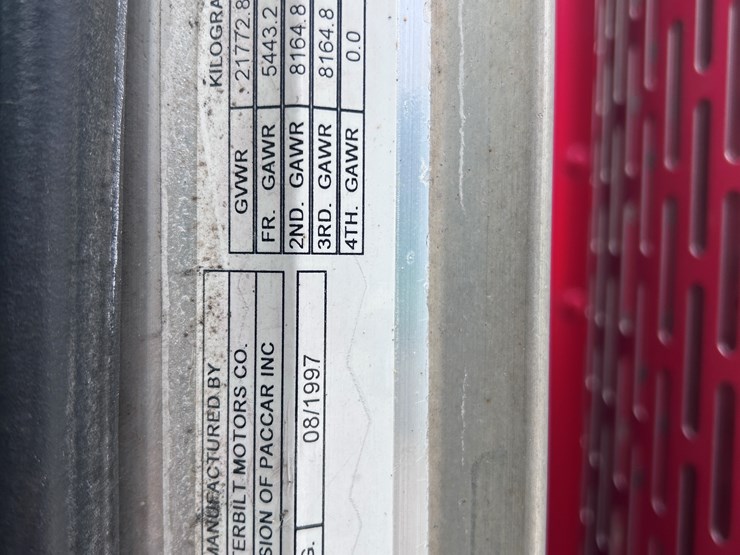 MANUFACTURED BY
ERBILT MOTORS CO.
SION OF PACCAR INC
08/1997
KILOGRA
GVWR 21772.8
FR. GAWR 5443.2
2ND. GAWR 8164.8
3RD. GAWR 8164.8
4TH. GAWR 0.0